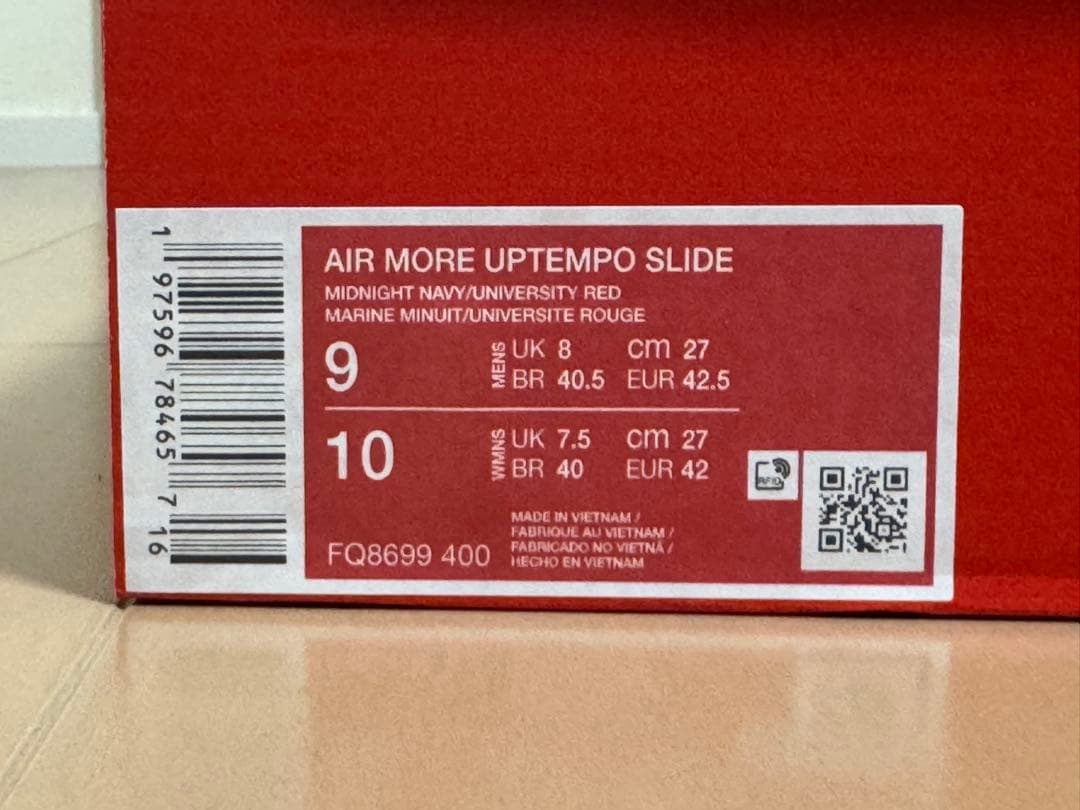 AIR MORE UPTEMPO SLIDE
MIDNIGHT NAVY/UNIVERSITY RED
MARINE MINUIT/UNIVERSITE ROUGE
9 MENS UK 8 cm 27
BR 40.5 EUR 42.5
10 WMNS UK 7.5 cm 27
BR 40 EUR 42
RFID
FQ8699 400
MADE IN VIETNAM /
FABRIQUE AU VIETNAM /
FABRICADO NO VIETNÃ /
HECHO EN VIETNAM
1 97596 78465 7 16